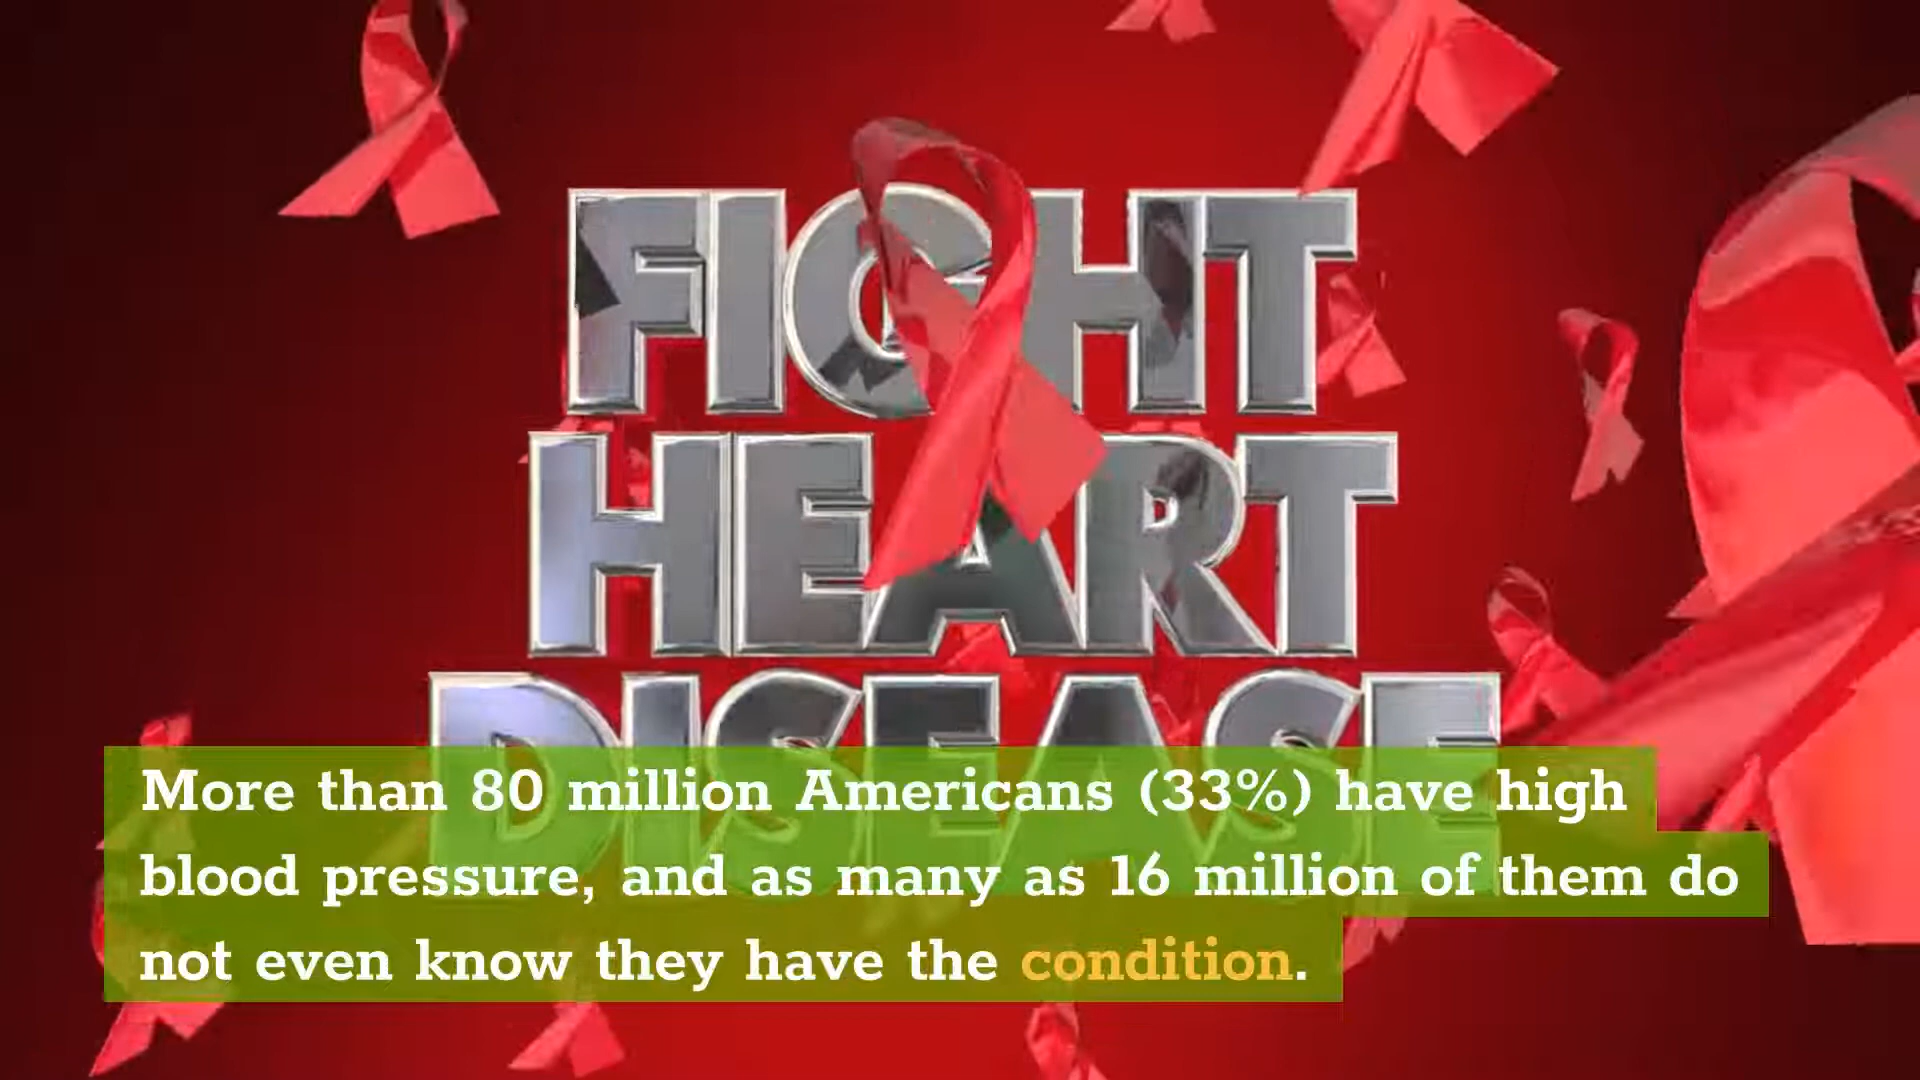 FIGHT
HEART
DISEASE
More than 80 million Americans (33%) have high
blood pressure, and as many as 16 million of them do
not even know they have the condition.